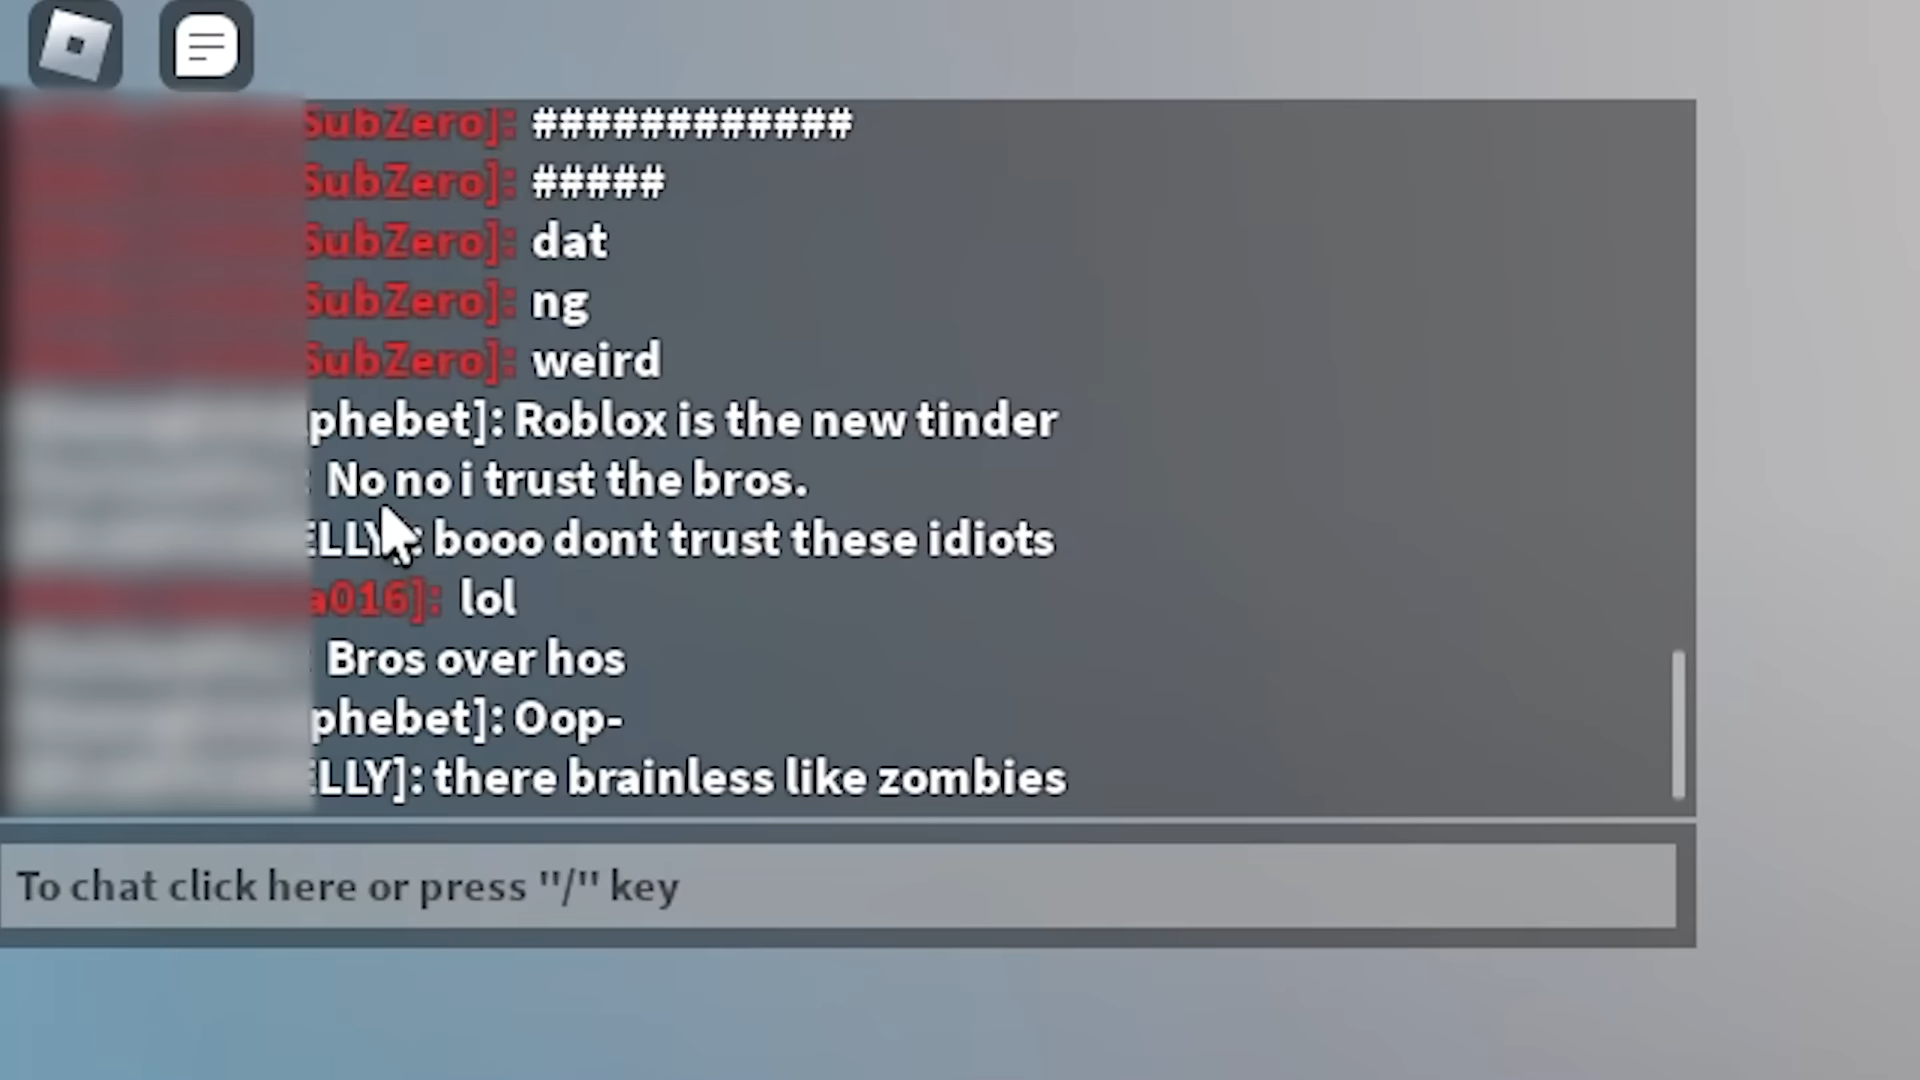 SubZero]: ############
SubZero]: #####
SubZero]: dat
SubZero]: ng
SubZero]: weird
phebet]: Roblox is the new tinder
: No no i trust the bros.
ELLY]: booo dont trust these idiots
a016]: lol
: Bros over hos
phebet]: Oop-
ELLY]: there brainless like zombies
To chat click here or press "/" key